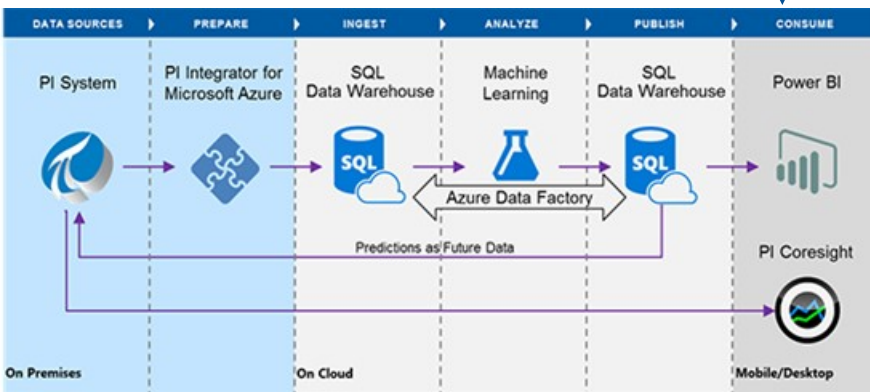 DATA SOURCES
PREPARE
INGEST
ANALYZE
PUBLISH
CONSUME
PI System
PI Integrator for
Microsoft Azure
SQL
Data Warehouse
Machine
Learning
SQL
Data Warehouse
Power BI
SQL
SQL
Azure Data Factory
Predictions as Future Data
PI Coresight
On Premises
On Cloud
Mobile/Desktop